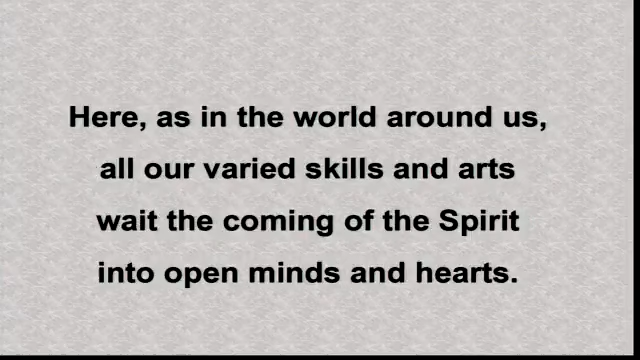 Here, as in the world around us,
all our varied skills and arts
wait the coming of the Spirit
into open minds and hearts.